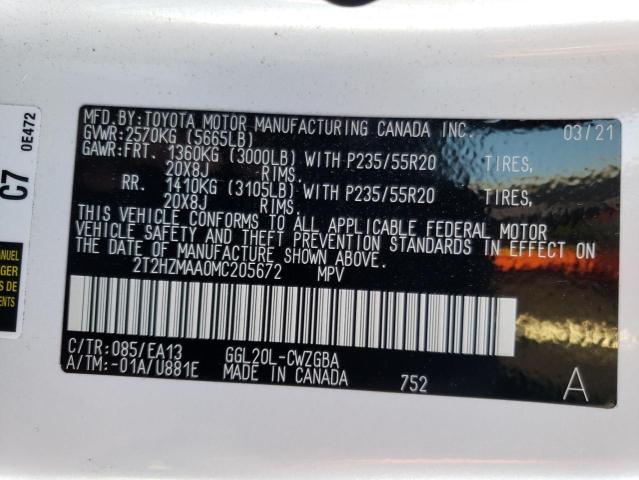 MFD.BY:TOYOTA MOTOR MANUFACTURING CANADA INC. 03/21
GVWR:2570KG (5665LB)
GAWR:FRT. 1360KG (3000LB) WITH P235/55R20 TIRES,
20X8J RIMS.
RR. 1410KG (3105LB) WITH P235/55R20 TIRES,
20X8J RIMS.
THIS VEHICLE CONFORMS TO ALL APPLICABLE FEDERAL MOTOR
VEHICLE SAFETY AND THEFT PREVENTION STANDARDS IN EFFECT ON
THE DATE OF MANUFACTURE SHOWN ABOVE.
2T2HZMAA0MC205672 MPV
C/TR:085/EA13 GGL20L-CWZGBA
A/TM:-01A/U881E MADE IN CANADA 752 A
C7 0E472